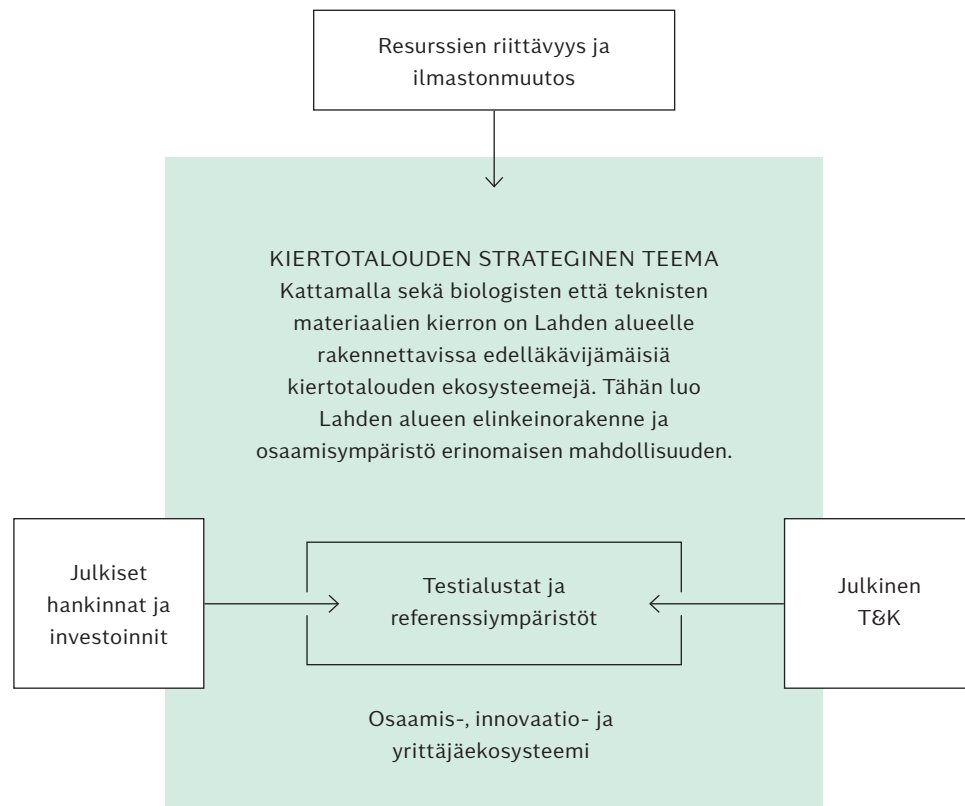 Resurssien riittävyys ja
ilmastonmuutos
KIERTOTALOUDEN STRATEGINEN TEEMA
Kattamalla sekä biologisten että teknisten
materiaalien kierron on Lahden alueelle
rakennettavissa edelläkävijämäisiä
kiertotalouden ekosysteemejä. Tähän luo
Lahden alueen elinkeinorakenne ja
osaamisympäristö erinomaisen mahdollisuuden.
Julkiset
hankinnat ja
investoinnit
Testialustat ja
referenssiympäristöt
Julkinen
T&K
Osaamis-, innovaatio- ja
yrittäjäekosysteemi